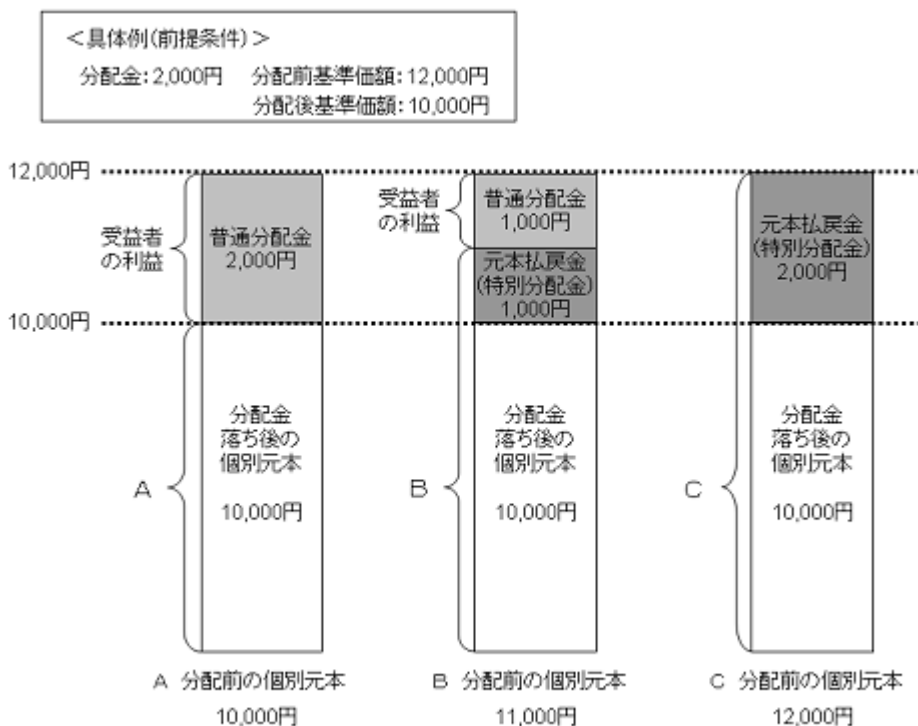 ＜具体例(前提条件)＞
分配金：2,000円　分配前基準価額：12,000円
分配後基準価額：10,000円
12,000円
受益者
の利益
普通分配金
2,000円
10,000円
A
分配金
落ち後の
個別元本
10,000円
A 分配前の個別元本
10,000円
受益者
の利益
普通分配金
1,000円
元本払戻金
(特別分配金)
1,000円
B
分配金
落ち後の
個別元本
10,000円
B 分配前の個別元本
11,000円
元本払戻金
(特別分配金)
2,000円
C
分配金
落ち後の
個別元本
10,000円
C 分配前の個別元本
12,000円